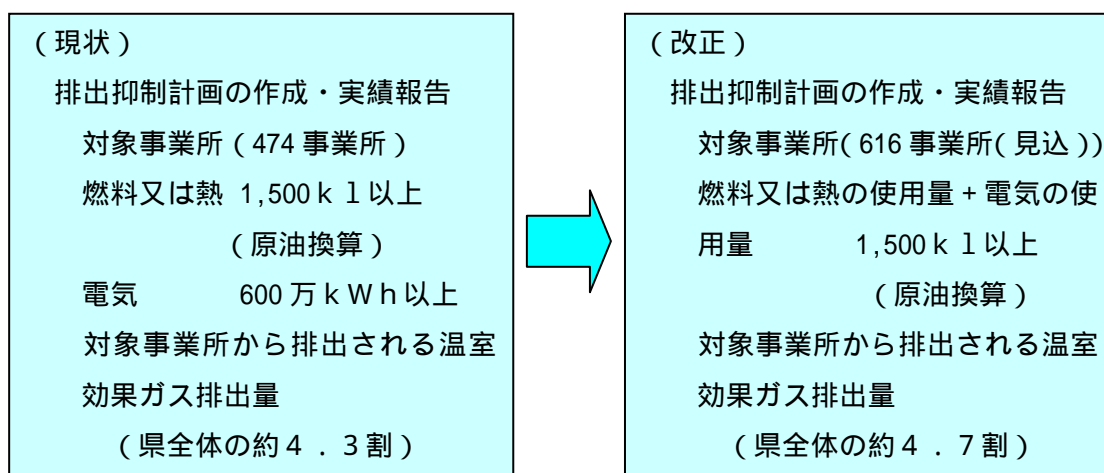 （現状）
排出抑制計画の作成・実績報告
対象事業所（474 事業所）
燃料又は熱 1,500ｋｌ以上
（原油換算）
電気 600 万ｋＷｈ以上
対象事業所から排出される温室
効果ガス排出量
（県全体の約４．３割）
（改正）
排出抑制計画の作成・実績報告
対象事業所（616 事業所（見込））
燃料又は熱の使用量＋電気の使
用量 1,500ｋｌ以上
（原油換算）
対象事業所から排出される温室
効果ガス排出量
（県全体の約４．７割）